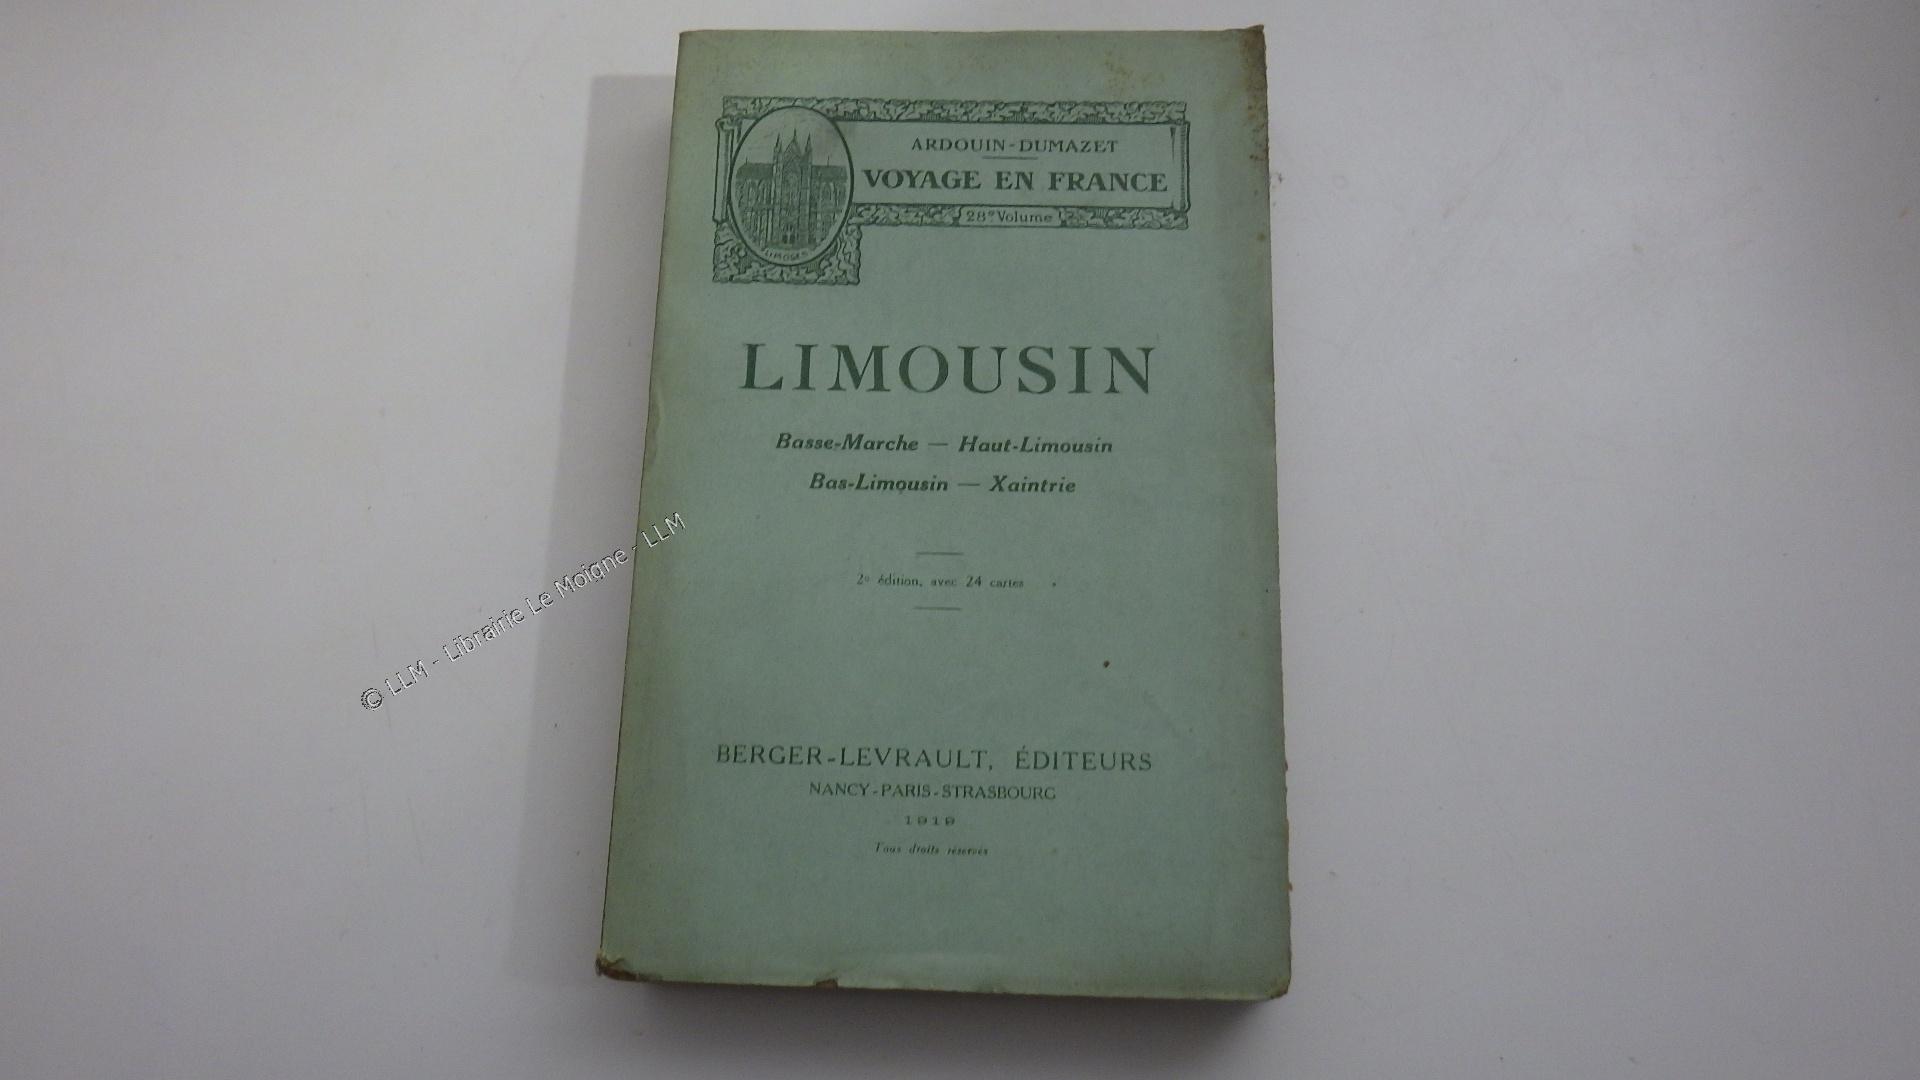 ARDOUIN-DUMAZET
VOYAGE EN FRANCE
28e Volume
LIMOGES
LIMOUSIN
Basse-Marche — Haut-Limousin
Bas-Limousin — Xaintrie
2e édition, avec 24 cartes
BERGER-LEVRAULT, ÉDITEURS
NANCY-PARIS-STRASBOURG
1919
Tous droits réservés
© LLM - Librairie Le Moigne - LLM